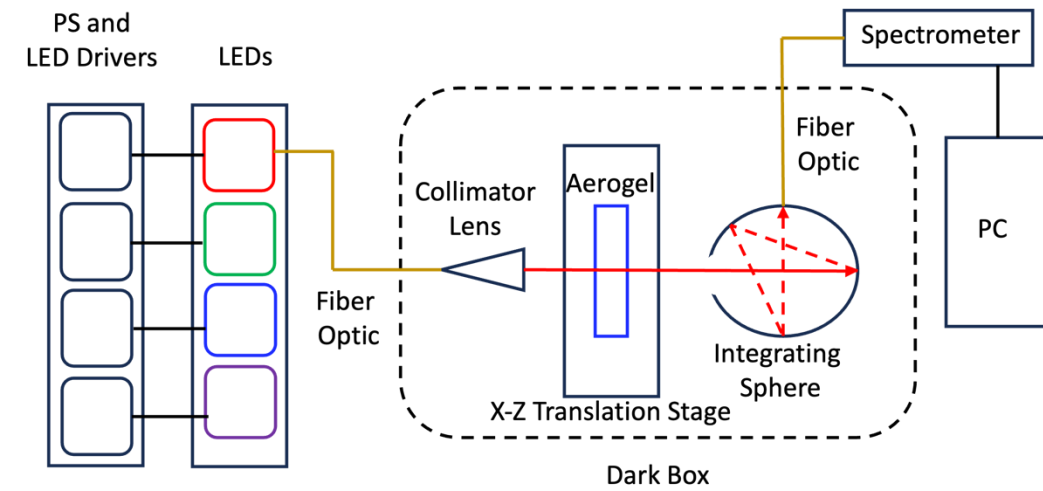 PS and
LED Drivers
LEDs
Spectrometer
Fiber
Optic
Collimator
Lens
Aerogel
PC
Fiber
Optic
Integrating
Sphere
X-Z Translation Stage
Dark Box